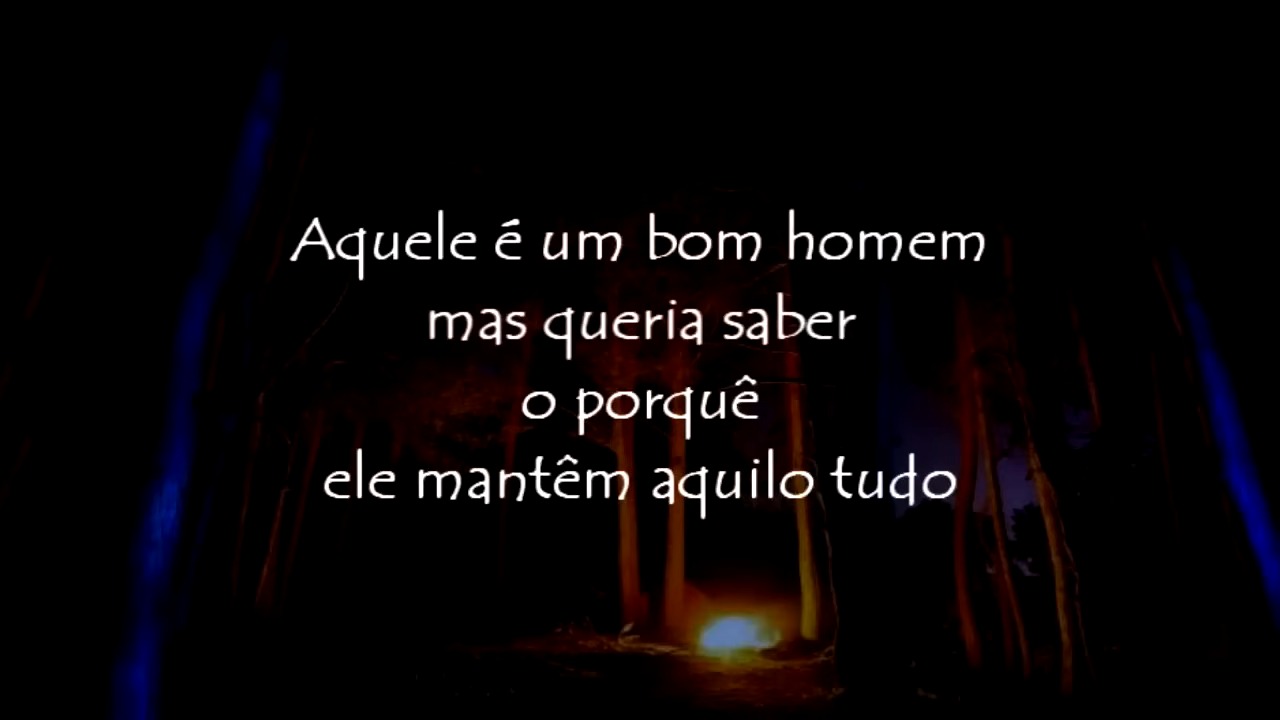 Aquele é um bom homem
mas queria saber
o porquê
ele mantêm aquilo tudo